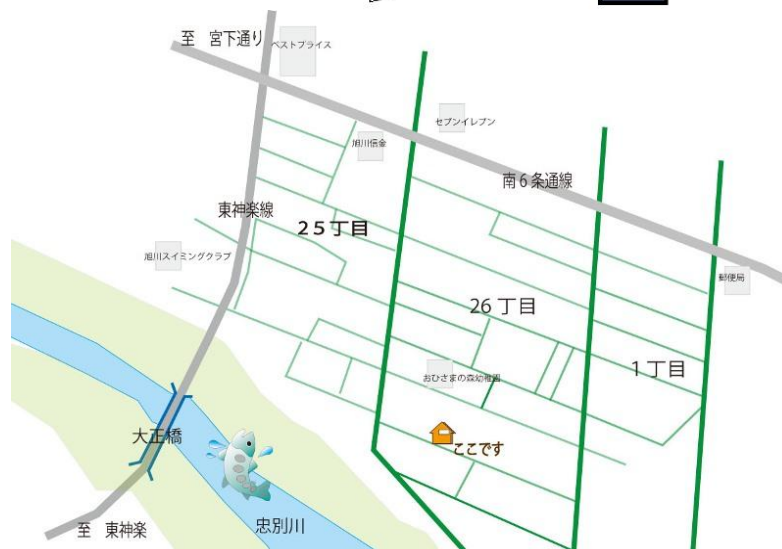 至　宮下通り
ベストプライス
セブンイレブン
旭川信金
南６条通線
東神楽線
２５丁目
旭川スイミングクラブ
郵便局
26 丁目
１丁目
おひさまの森幼稚園
大正橋
ここです
至　東神楽
忠別川